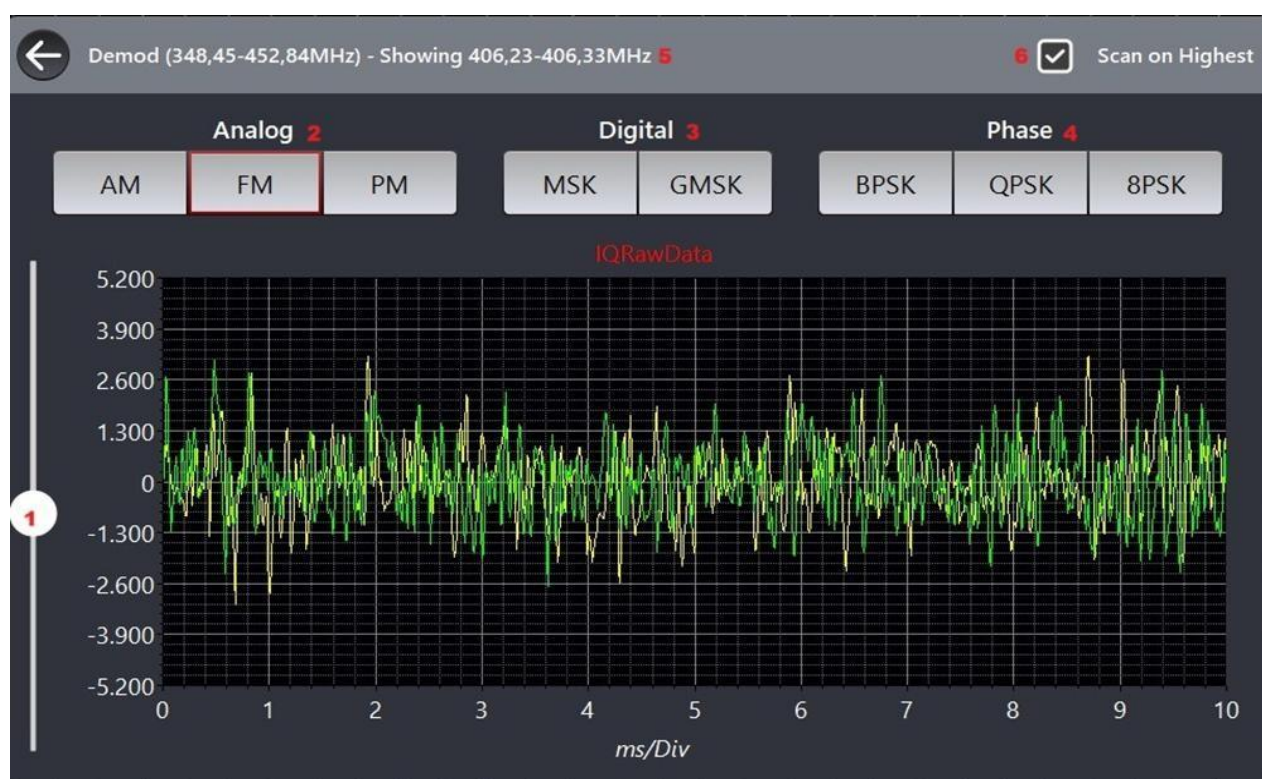 Demod (348,45-452,84MHz) - Showing 406,23-406,33MHz 5 6 Scan on Highest
Analog 2 Digital 3 Phase 4
AM FM PM MSK GMSK BPSK QPSK 8PSK
IQRawData
5.200
3.900
2.600
1.300
0
1
-1.300
-2.600
-3.900
-5.200
0 1 2 3 4 5 6 7 8 9 10
ms/Div